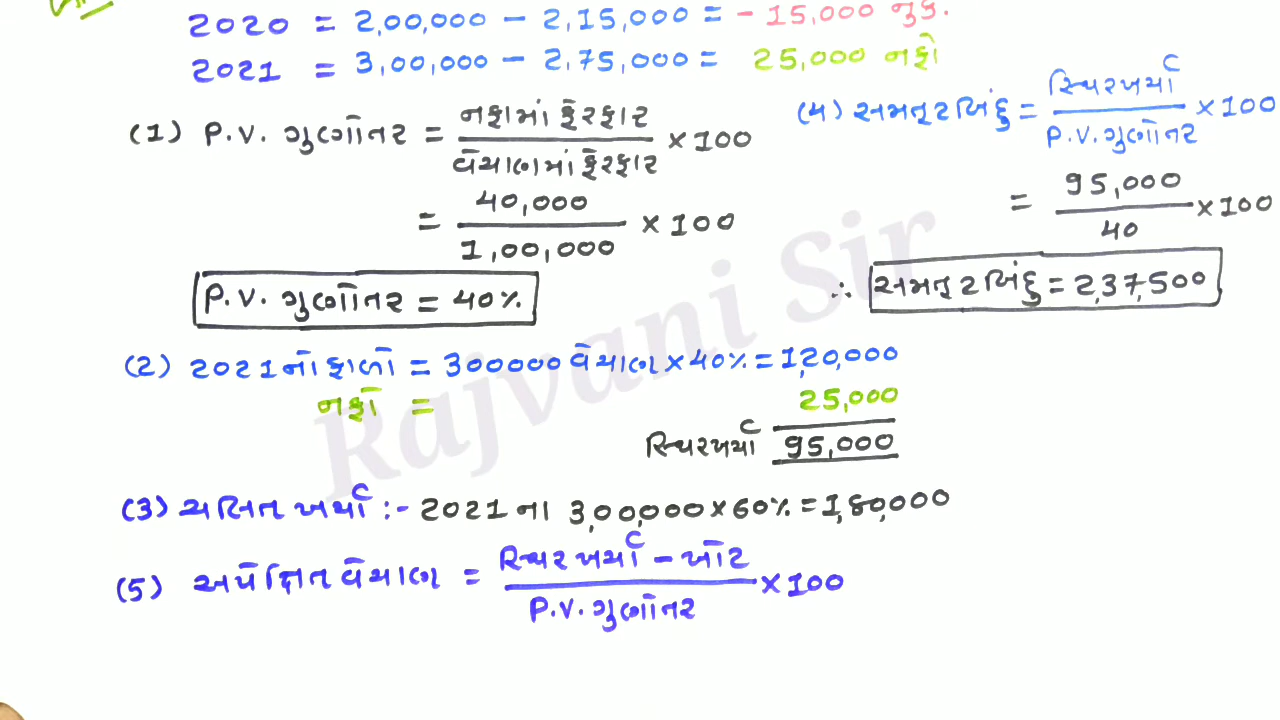 2020 = 2,00,000 - 2,15,000 = - 15,000 નુક.
2021 = 3,00,000 - 2,75,000 = 25,000 નફો
(1) P.V. ગુણોત્તર = નફામાં ફેરફાર / વેચાણમાં ફેરફાર × 100
= 40,000 / 1,00,000 × 100
P.V. ગુણોત્તર = 40%
(4) સમતૂટબિંદુ = સ્થિરખર્ચા / P.V. ગુણોત્તર × 100
= 95,000 / 40 × 100
∴ સમતૂટબિંદુ = 2,37,500
(2) 2021નો ફાળો = 300000 વેચાણ × 40% = 1,20,000
નફો = 25,000
સ્થિરખર્ચા 95,000
(3) ચલિત ખર્ચા :- 2021 ના 3,00,000 × 60% = 1,80,000
(5) અપેક્ષિત વેચાણ = સ્થિર ખર્ચા - ખોટ / P.V. ગુણોત્તર × 100
Rajvani Sir